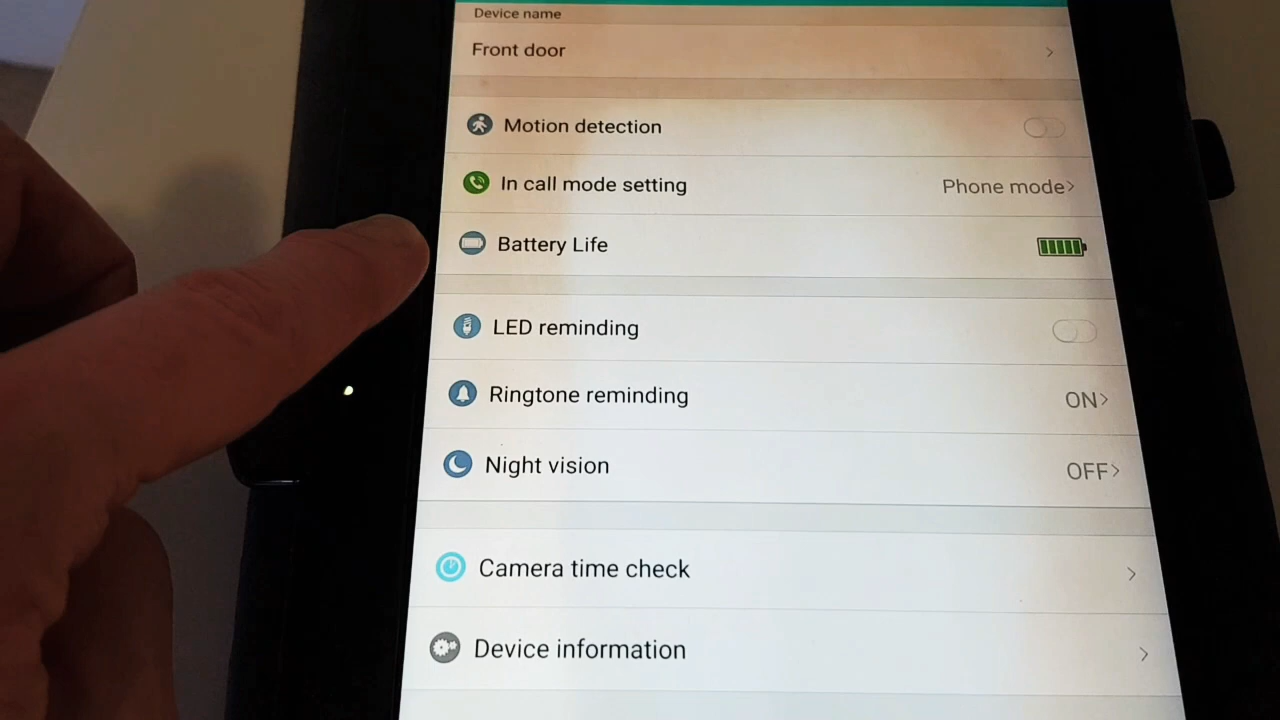 Device name
Front door
Motion detection
In call mode setting Phone mode>
Battery Life
LED reminding
Ringtone reminding ON>
Night vision OFF>
Camera time check
Device information